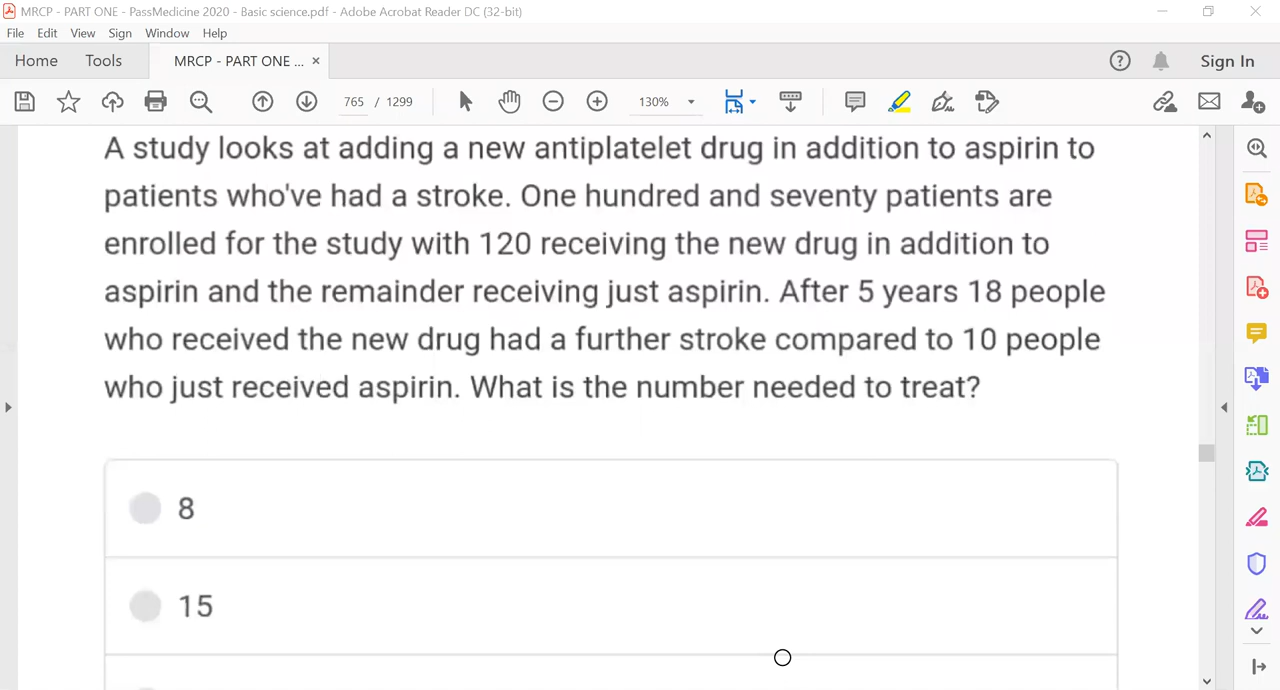 MRCP - PART ONE - PassMedicine 2020 - Basic science.pdf - Adobe Acrobat Reader DC (32-bit)
File Edit View Sign Window Help
Home Tools MRCP - PART ONE ... × Sign In
765 / 1299 130%
A study looks at adding a new antiplatelet drug in addition to aspirin to
patients who've had a stroke. One hundred and seventy patients are
enrolled for the study with 120 receiving the new drug in addition to
aspirin and the remainder receiving just aspirin. After 5 years 18 people
who received the new drug had a further stroke compared to 10 people
who just received aspirin. What is the number needed to treat?
8
15